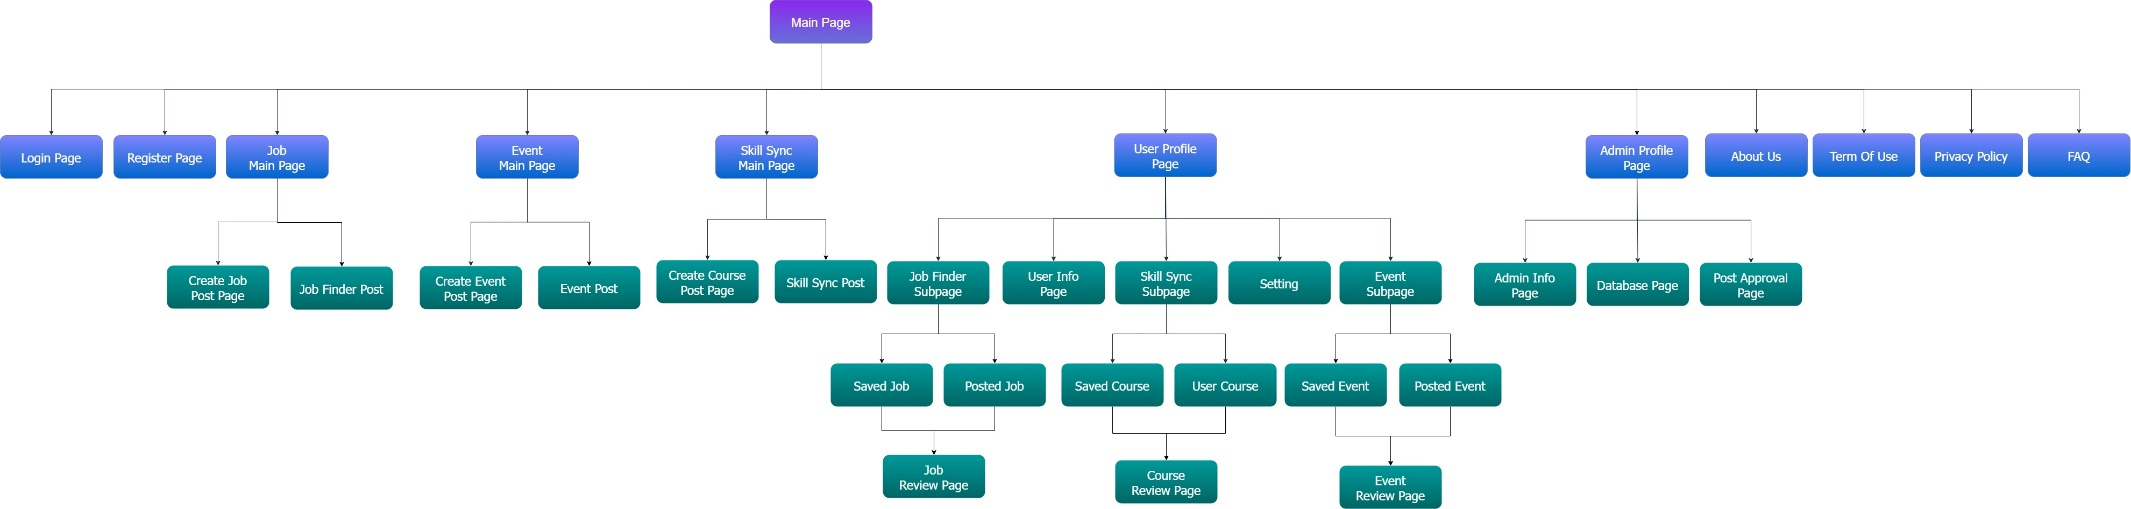 Main Page
Login Page
Register Page
Job
Main Page
Event
Main Page
Skill Sync
Main Page
User Profile
Page
Admin Profile
Page
About Us
Term Of Use
Privacy Policy
FAQ
Create Job
Post Page
Job Finder Post
Create Event
Post Page
Event Post
Create Course
Post Page
Skill Sync Post
Job Finder
Subpage
User Info
Page
Skill Sync
Subpage
Setting
Event
Subpage
Admin Info
Page
Database Page
Post Approval
Page
Saved Job
Posted Job
Saved Course
User Course
Saved Event
Posted Event
Job
Review Page
Course
Review Page
Event
Review Page